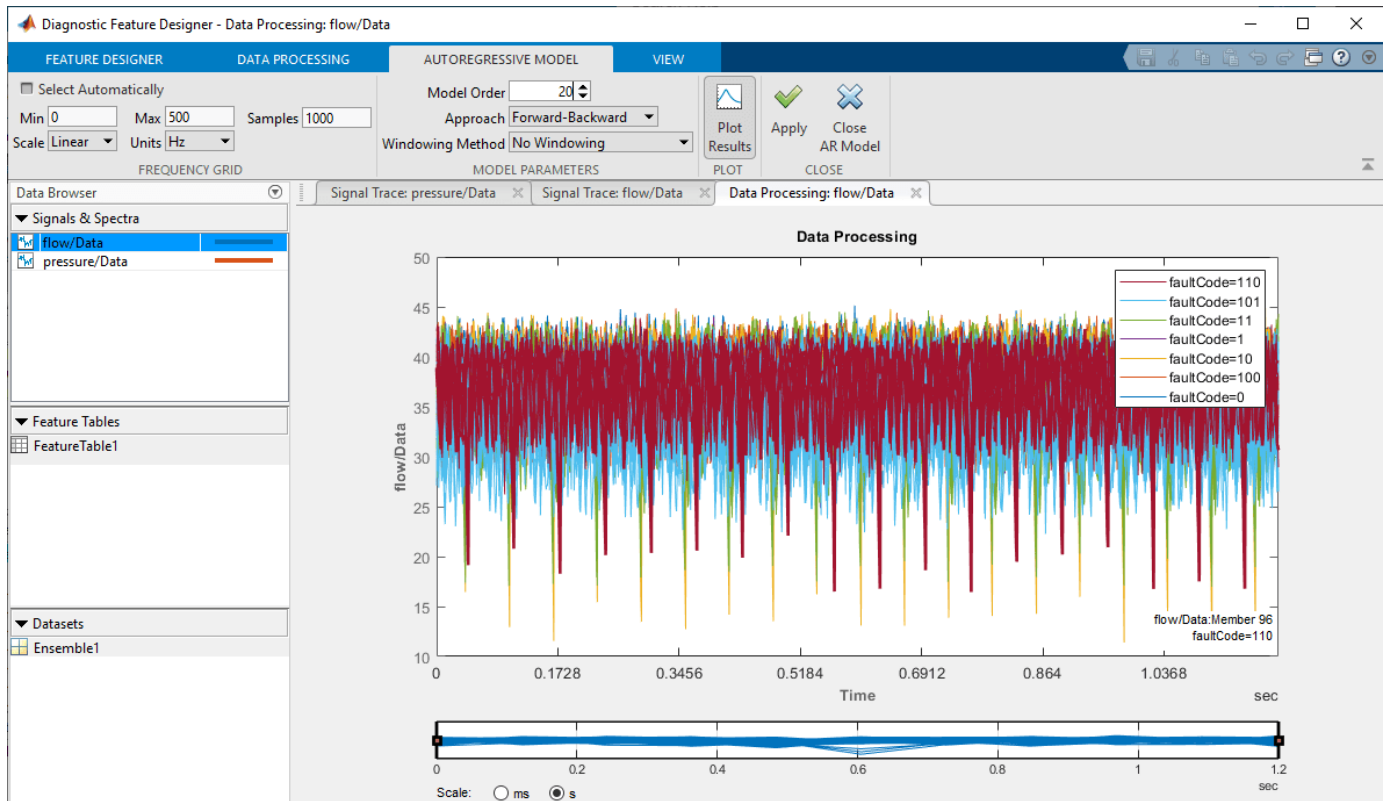 Diagnostic Feature Designer - Data Processing: flow/Data
FEATURE DESIGNER DATA PROCESSING AUTOREGRESSIVE MODEL VIEW
Select Automatically
Min 0 Max 500 Samples 1000
Scale Linear Units Hz
FREQUENCY GRID
Model Order 20
Approach Forward-Backward
Windowing Method No Windowing
MODEL PARAMETERS
Plot
Results
PLOT
Apply
Close
AR Model
CLOSE
Data Browser
Signals & Spectra
flow/Data
pressure/Data
Feature Tables
FeatureTable1
Datasets
Ensemble1
Signal Trace: pressure/Data Signal Trace: flow/Data Data Processing: flow/Data
Data Processing
50
45
40
35
30
25
20
15
10
flow/Data
faultCode=110
faultCode=101
faultCode=11
faultCode=1
faultCode=10
faultCode=100
faultCode=0
flow/Data:Member 96
faultCode=110
0 0.1728 0.3456 0.5184 0.6912 0.864 1.0368
Time
sec
0 0.2 0.4 0.6 0.8 1 1.2
sec
Scale: ms s